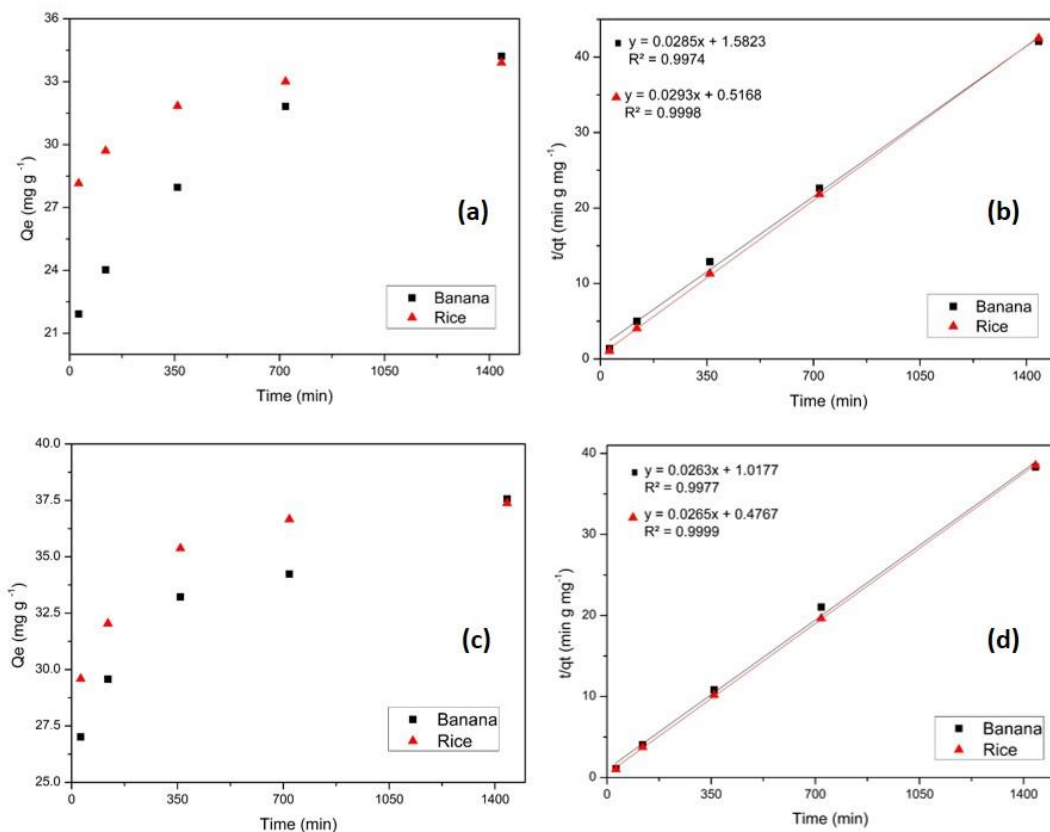 36
33
30
27
24
21
Qe (mg g⁻¹)
(a)
■ Banana
▲ Rice
0
350
700
1050
1400
Time (min)
y = 0.0285x + 1.5823
R² = 0.9974
y = 0.0293x + 0.5168
R² = 0.9998
40
30
20
10
0
t/qt (min g mg⁻¹)
(b)
■ Banana
▲ Rice
0
350
700
1050
1400
Time (min)
40.0
37.5
35.0
32.5
30.0
27.5
25.0
Qe (mg g⁻¹)
(c)
■ Banana
▲ Rice
0
350
700
1050
1400
Time (min)
y = 0.0263x + 1.0177
R² = 0.9977
y = 0.0265x + 0.4767
R² = 0.9999
40
30
20
10
0
t/qt (min g mg⁻¹)
(d)
■ Banana
▲ Rice
0
350
700
1050
1400
Time (min)